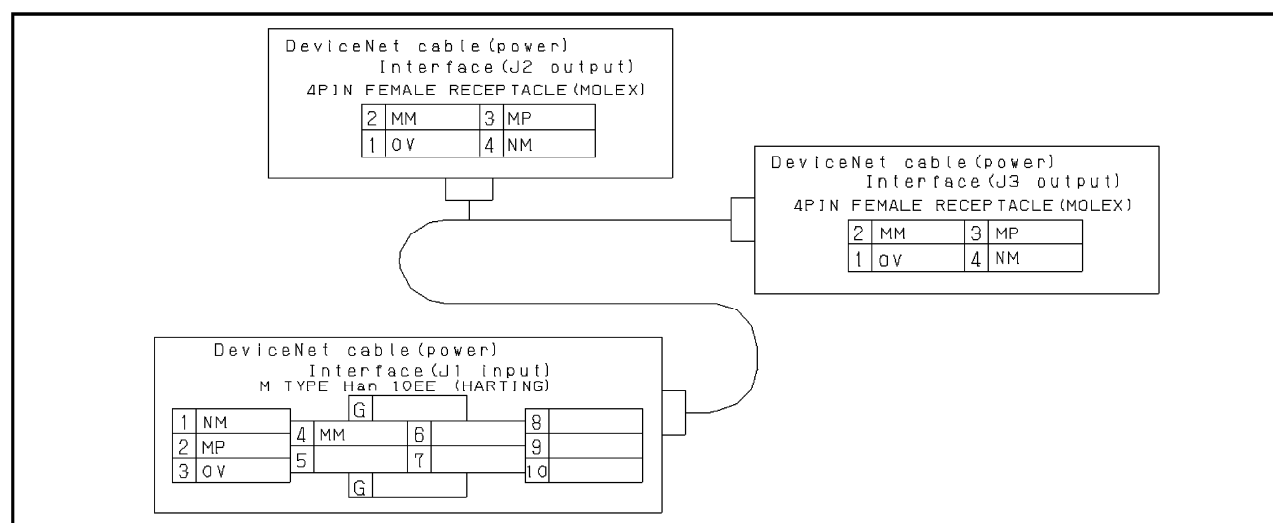 DeviceNet cable(power)
Interface(J2 output)
4PIN FEMALE RECEPTACLE(MOLEX)
2 MM 3 MP
1 0V 4 NM
DeviceNet cable(power)
Interface(J3 output)
4PIN FEMALE RECEPTACLE(MOLEX)
2 MM 3 MP
1 0V 4 NM
DeviceNet cable(power)
Interface(J1 input)
M TYPE Han 10EE (HARTING)
G
1 NM
2 MP
3 0V
4 MM 6
5 7
8
9
10
G